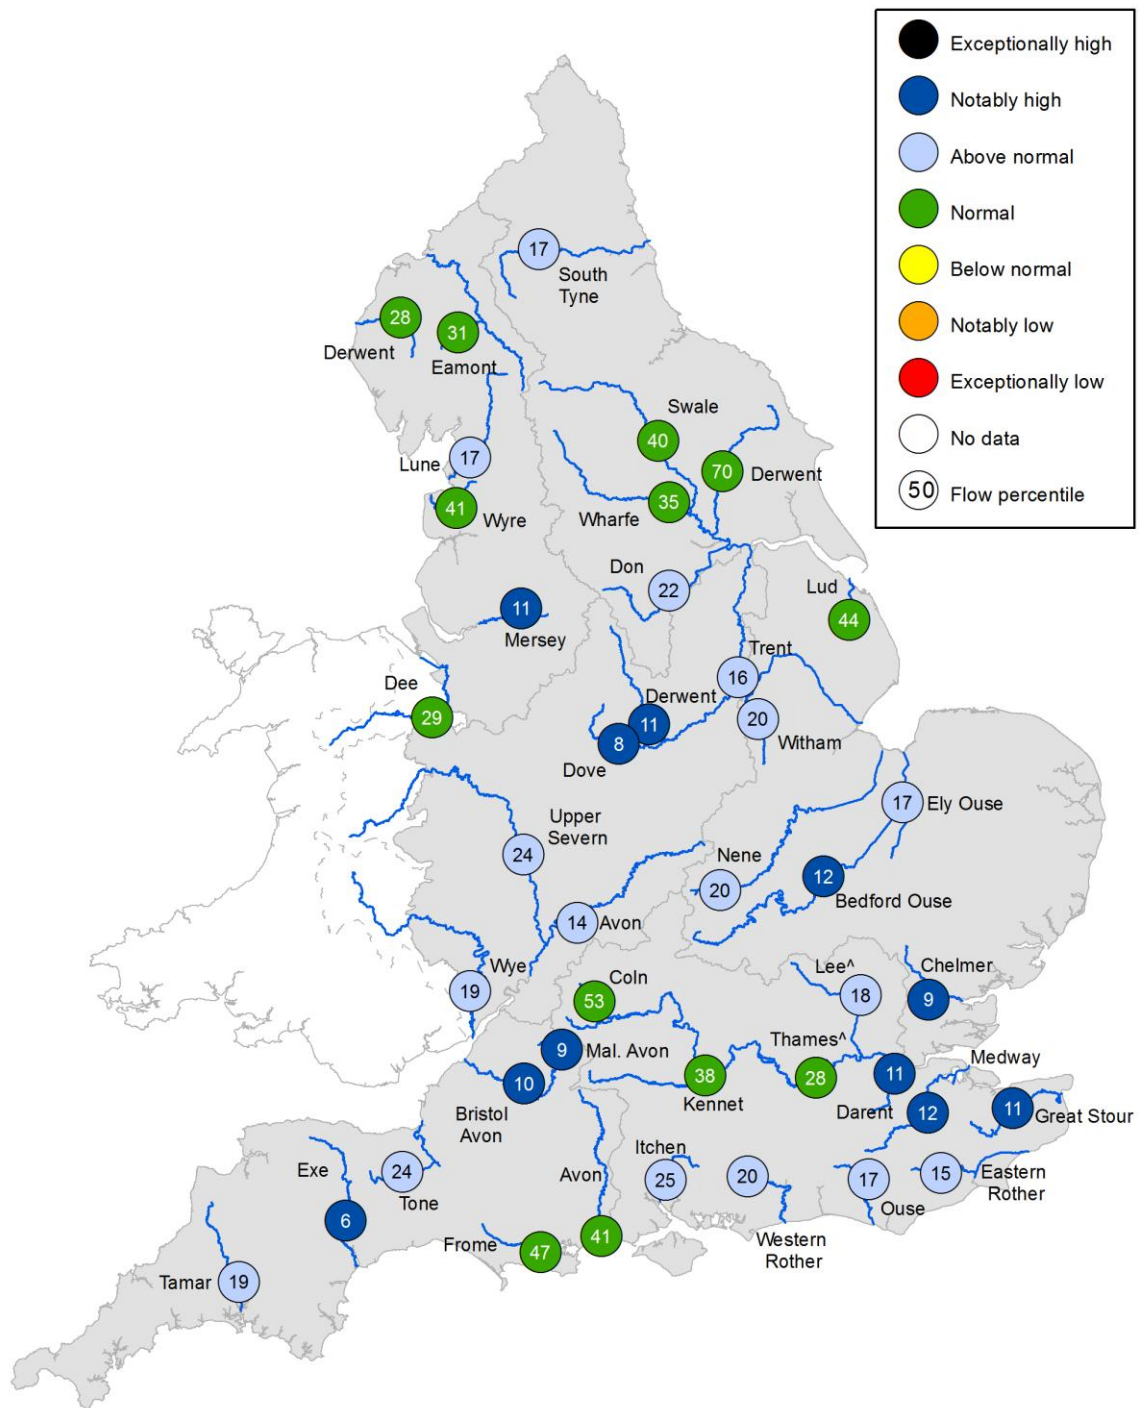 Exceptionally high
Notably high
Above normal
Normal
Below normal
Notably low
Exceptionally low
No data
50 Flow percentile
17
South
Tyne
28
Derwent
31
Eamont
Swale
40
70
Derwent
Lune
17
41
Wyre
35
Wharfe
Don
22
Lud
44
11
Mersey
Trent
16
Dee
29
Derwent
11
20
Witham
8
Dove
17
Ely Ouse
Upper
Severn
24
Nene
20
12
Bedford Ouse
14
Avon
Wye
19
Coln
53
Lee^
18
Chelmer
9
Thames^
28
9
Mal. Avon
10
Bristol
Avon
38
Kennet
11
Darent
Medway
12
11
Great Stour
Exe
6
24
Tone
Avon
41
Itchen
25
20
Western
Rother
17
Ouse
15
Eastern
Rother
Frome
47
Tamar
19